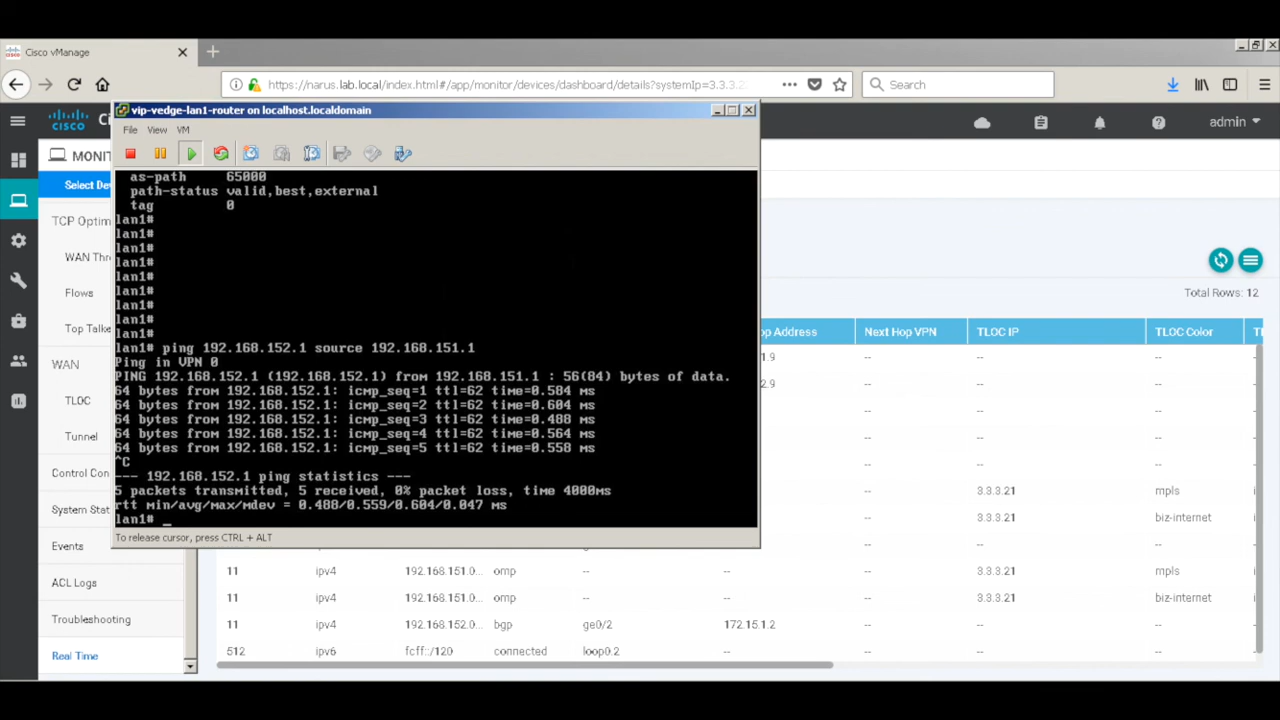 Cisco vManage
https://narus.lab.local/index.html#/app/monitor/devices/dashboard/details?systemIp=3.3.3.
Search
vip-vedge-lan1-router on localhost.localdomain
File View VM
CISCO
admin
MONI
Select De
TCP Optim
WAN Thr
Flows
Top Talke
WAN
TLOC
Tunnel
Control Con
System Stat
Events
ACL Logs
Troubleshooting
Real Time
as-path 65000
path-status valid,best,external
tag 0
lan1#
lan1#
lan1#
lan1#
lan1#
lan1#
lan1#
lan1#
lan1#
lan1# ping 192.168.152.1 source 192.168.151.1
Ping in VPN 0
PING 192.168.152.1 (192.168.152.1) from 192.168.151.1 : 56(84) bytes of data.
64 bytes from 192.168.152.1: icmp_seq=1 ttl=62 time=0.584 ms
64 bytes from 192.168.152.1: icmp_seq=2 ttl=62 time=0.604 ms
64 bytes from 192.168.152.1: icmp_seq=3 ttl=62 time=0.488 ms
64 bytes from 192.168.152.1: icmp_seq=4 ttl=62 time=0.564 ms
64 bytes from 192.168.152.1: icmp_seq=5 ttl=62 time=0.558 ms
^C
--- 192.168.152.1 ping statistics ---
5 packets transmitted, 5 received, 0% packet loss, time 4000ms
rtt min/avg/max/mdev = 0.488/0.559/0.604/0.047 ms
lan1# _
To release cursor, press CTRL + ALT
Total Rows: 12
op Address Next Hop VPN TLOC IP TLOC Color
1.9 --  --  --
2.9 --  --  --
-- -- --
-- -- --
-- -- --
-- 3.3.3.21 mpls
-- 3.3.3.21 biz-internet
-- -- --
11 ipv4 192.168.151.0... omp -- -- -- 3.3.3.21 mpls
11 ipv4 192.168.151.0... omp -- -- -- 3.3.3.21 biz-internet
11 ipv4 192.168.152.0... bgp ge0/2 172.15.1.2 -- -- --
512 ipv6 fcff::/120 connected loop0.2 -- -- -- --